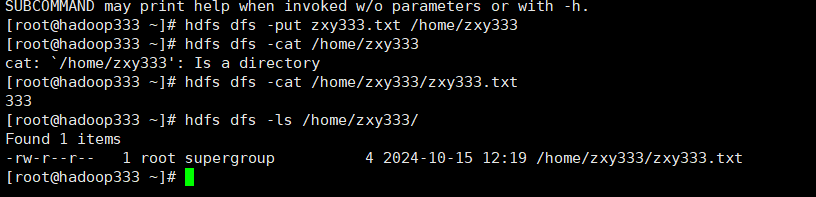 SUBCOMMAND may print help when invoked w/o parameters or with -h.
[root@hadoop333 ~]# hdfs dfs -put zxy333.txt /home/zxy333
[root@hadoop333 ~]# hdfs dfs -cat /home/zxy333
cat: `/home/zxy333': Is a directory
[root@hadoop333 ~]# hdfs dfs -cat /home/zxy333/zxy333.txt
333
[root@hadoop333 ~]# hdfs dfs -ls /home/zxy333/
Found 1 items
-rw-r--r--   1 root supergroup          4 2024-10-15 12:19 /home/zxy333/zxy333.txt
[root@hadoop333 ~]#